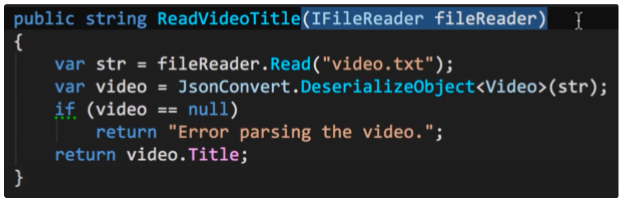 public string ReadVideoTitle(IFileReader fileReader)
{
    var str = fileReader.Read("video.txt");
    var video = JsonConvert.DeserializeObject<Video>(str);
    if (video == null)
        return "Error parsing the video.";
    return video.Title;
}